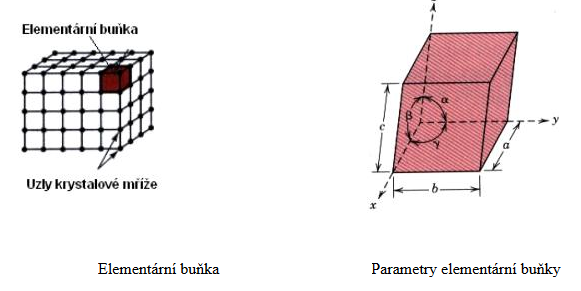 Elementární buňka
Uzly krystalové mříže
α
β
γ
c
y
a
b
x
Elementární buňka
Parametry elementární buňky